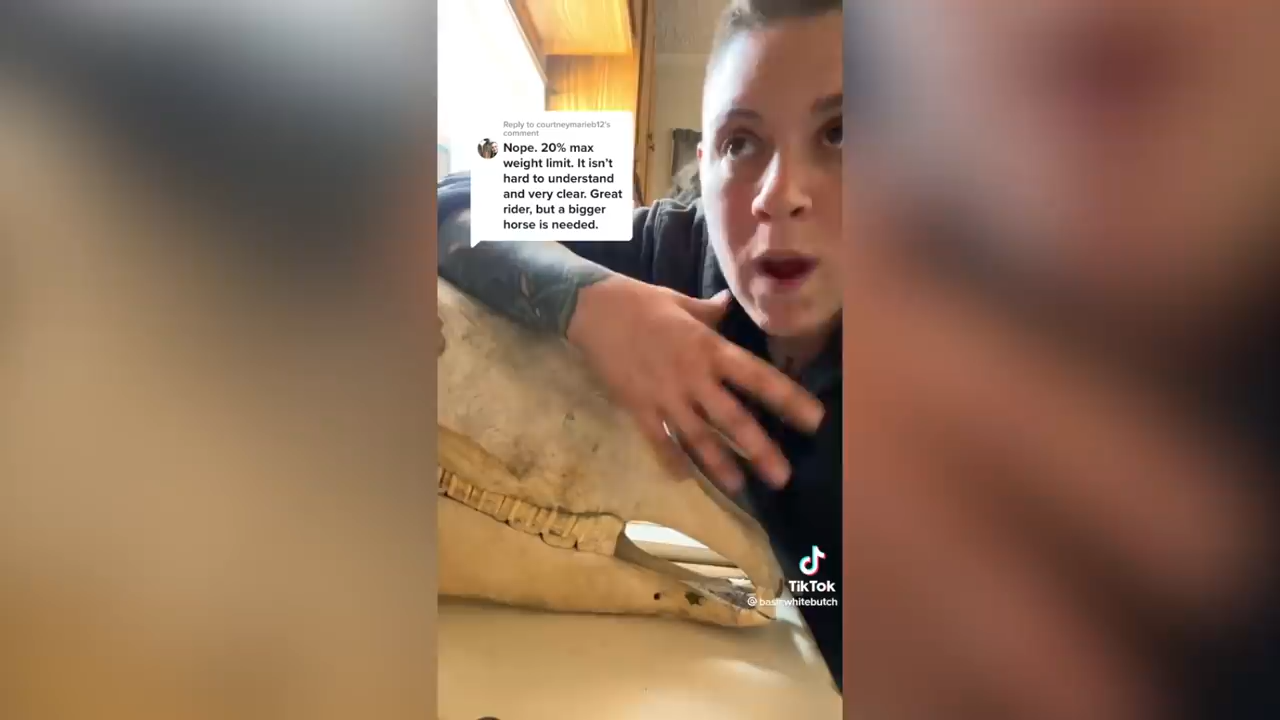 Reply to courtneymarieb12's
comment
Nope. 20% max
weight limit. It isn't
hard to understand
and very clear. Great
rider, but a bigger
horse is needed.
TikTok
@basicwhitebutch